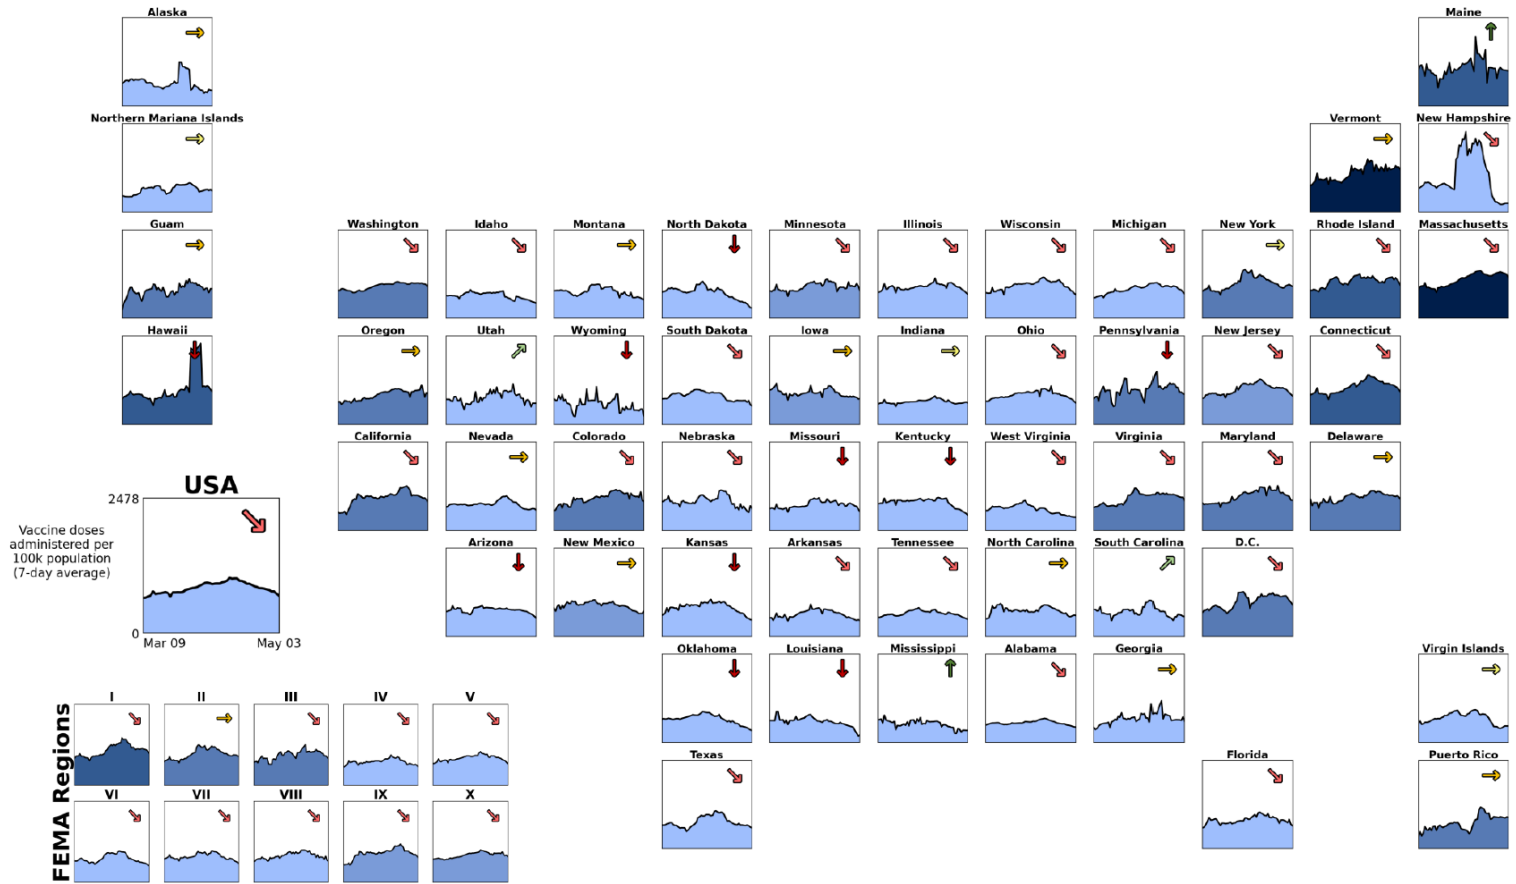 Alaska
Maine
Northern Mariana Islands
Vermont
New Hampshire
Guam
Washington
Idaho
Montana
North Dakota
Minnesota
Illinois
Wisconsin
Michigan
New York
Rhode Island
Massachusetts
Hawaii
Oregon
Utah
Wyoming
South Dakota
Iowa
Indiana
Ohio
Pennsylvania
New Jersey
Connecticut
California
Nevada
Colorado
Nebraska
Missouri
Kentucky
West Virginia
Virginia
Maryland
Delaware
USA
2478
Vaccine doses
administered per
100k population
(7-day average)
0
Mar 09
May 03
Arizona
New Mexico
Kansas
Arkansas
Tennessee
North Carolina
South Carolina
D.C.
Oklahoma
Louisiana
Mississippi
Alabama
Georgia
Virgin Islands
FEMA Regions
I
II
III
IV
V
Texas
Florida
Puerto Rico
VI
VII
VIII
IX
X